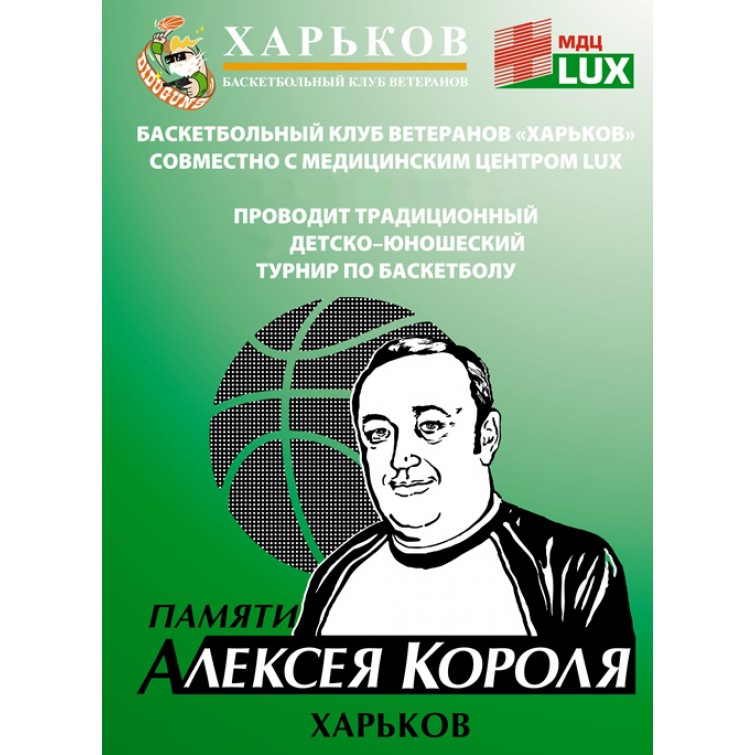 DIDUGUNS
ХАРЬКОВ
БАСКЕТБОЛЬНЫЙ КЛУБ ВЕТЕРАНОВ
МДЦ
LUX
БАСКЕТБОЛЬНЫЙ КЛУБ ВЕТЕРАНОВ «ХАРЬКОВ»
СОВМЕСТНО С МЕДИЦИНСКИМ ЦЕНТРОМ LUX
ПРОВОДИТ ТРАДИЦИОННЫЙ
ДЕТСКО–ЮНОШЕСКИЙ
ТУРНИР ПО БАСКЕТБОЛУ
ПАМЯТИ
АЛЕКСЕЯ КОРОЛЯ
ХАРЬКОВ